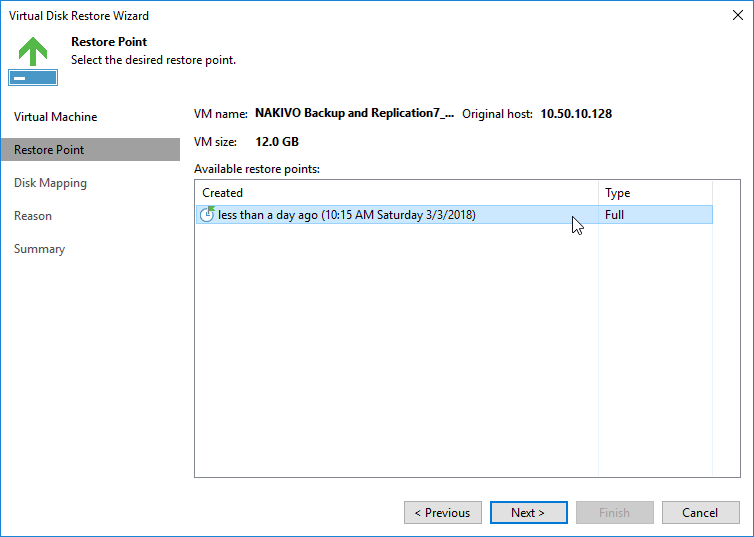 Virtual Disk Restore Wizard
Restore Point
Select the desired restore point.
Virtual Machine
Restore Point
Disk Mapping
Reason
Summary
VM name: NAKIVO Backup and Replication7_... Original host: 10.50.10.128
VM size: 12.0 GB
Available restore points:
Created Type
less than a day ago (10:15 AM Saturday 3/3/2018) Full
< Previous Next > Finish Cancel